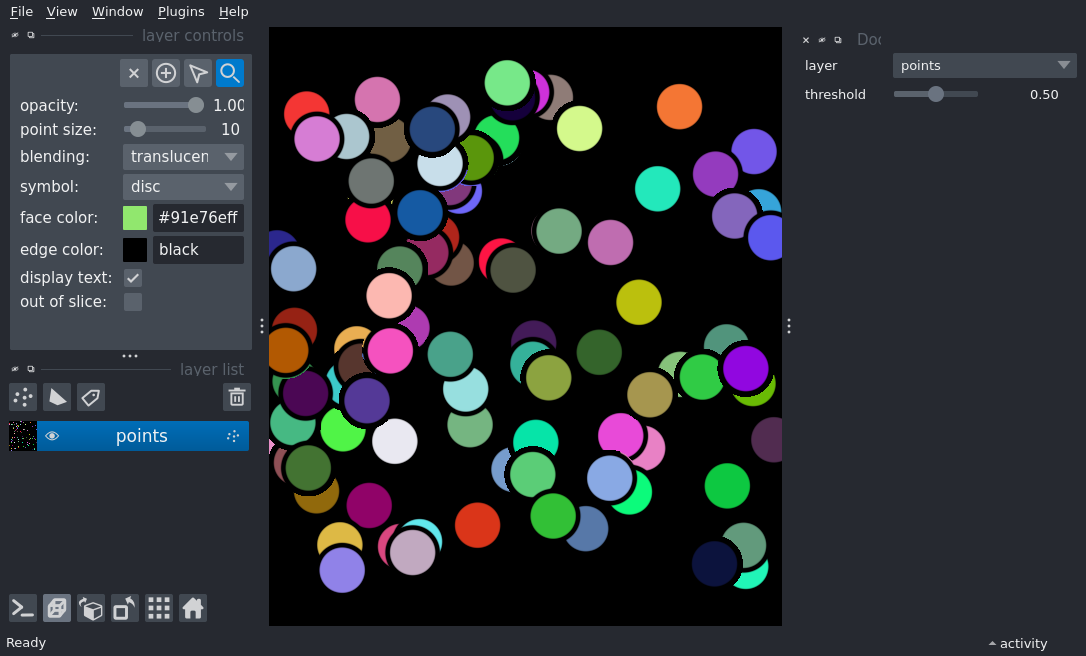 File View Window Plugins Help
layer controls
opacity: 1.00
point size: 10
blending: translucen
symbol: disc
face color: #91e76eff
edge color: black
display text:
out of slice:
layer list
points
Doc
layer points
threshold 0.50
Ready
activity